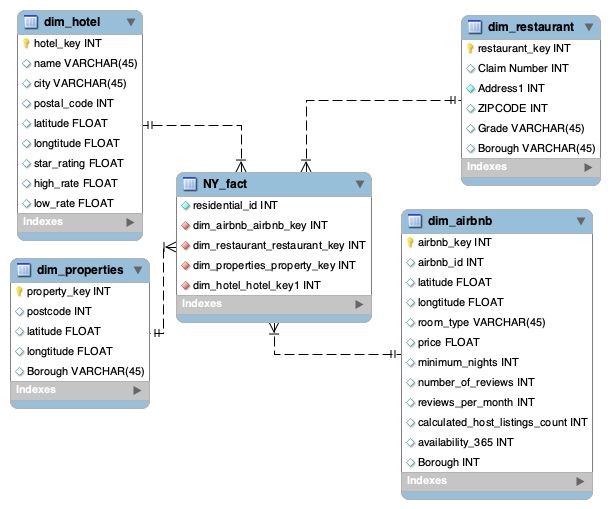 dim_hotel
hotel_key INT
name VARCHAR(45)
city VARCHAR(45)
postal_code INT
latitude FLOAT
longtitude FLOAT
star_rating FLOAT
high_rate FLOAT
low_rate FLOAT
Indexes
dim_restaurant
restaurant_key INT
Claim Number INT
Address1 INT
ZIPCODE INT
Grade VARCHAR(45)
Borough VARCHAR(45)
Indexes
NY_fact
residential_id INT
dim_airbnb_airbnb_key INT
dim_restaurant_restaurant_key INT
dim_properties_property_key INT
dim_hotel_hotel_key1 INT
Indexes
dim_properties
property_key INT
postcode INT
latitude FLOAT
longtitude FLOAT
Borough VARCHAR(45)
Indexes
dim_airbnb
airbnb_key INT
airbnb_id INT
latitude FLOAT
longtitude FLOAT
room_type VARCHAR(45)
price FLOAT
minimum_nights INT
number_of_reviews INT
reviews_per_month INT
calculated_host_listings_count INT
availability_365 INT
Borough INT
Indexes